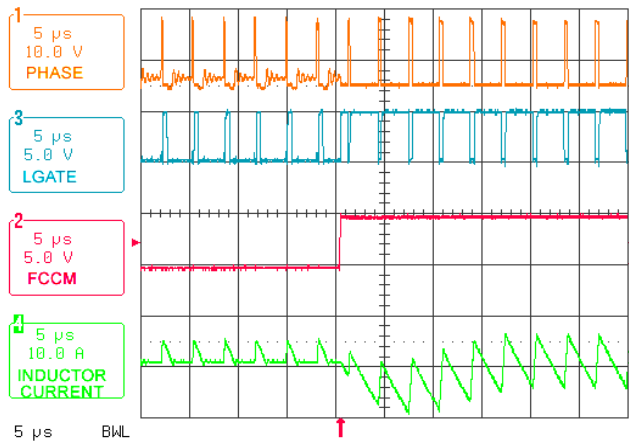 1
5 µs
10.0 V
PHASE
3
5 µs
5.0 V
LGATE
2
5 µs
5.0 V
FCCM
4
5 µs
10.0 A
INDUCTOR
CURRENT
5 µs BWL